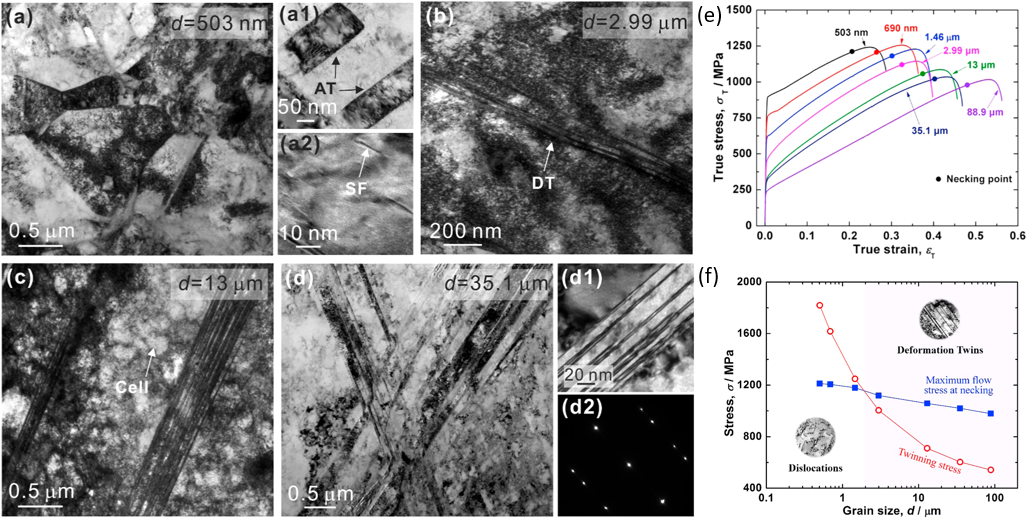 (a)
d=503 nm
0.5 μm
(a1)
AT
50 nm
(a2)
SF
10 nm
(b)
d=2.99 μm
DT
200 nm
(c)
d=13 μm
Cell
0.5 μm
(d)
d=35.1 μm
0.5 μm
(d1)
20 nm
(d2)
(e)
True stress, σT / MPa
1500
1250
1000
750
500
250
0
503 nm
690 nm
1.46 μm
2.99 μm
13 μm
88.9 μm
35.1 μm
Necking point
0.0 0.1 0.2 0.3 0.4 0.5 0.6
True strain, εT
(f)
Stress, σ / MPa
2000
1600
1200
800
400
Deformation Twins
Maximum flow
stress at necking
Dislocations
Twinning stress
0.1 1 10 100
Grain size, d / μm